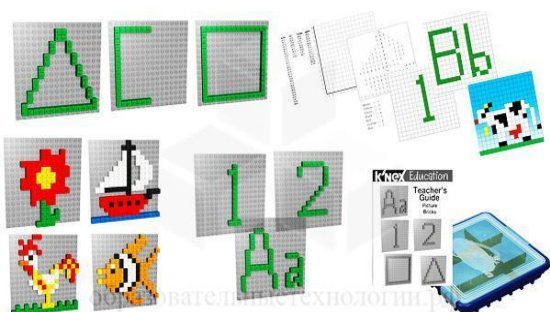 1 Bb
1 2
Aa
K'NEX Education
Teacher's
Guide
Picture
Bricks
Aa
1 2
образовательныетехнологии.рф